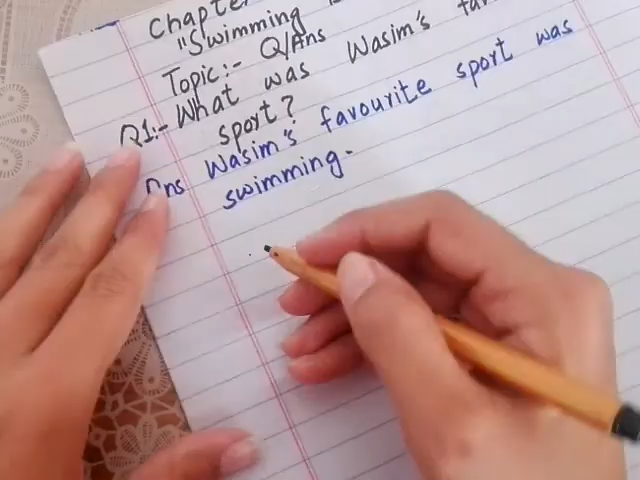 Chapter
"Swimming
Topic:- Q/Ans
Q1:- What was Wasim's
sport?
Ans Wasim's favourite sport was
swimming.